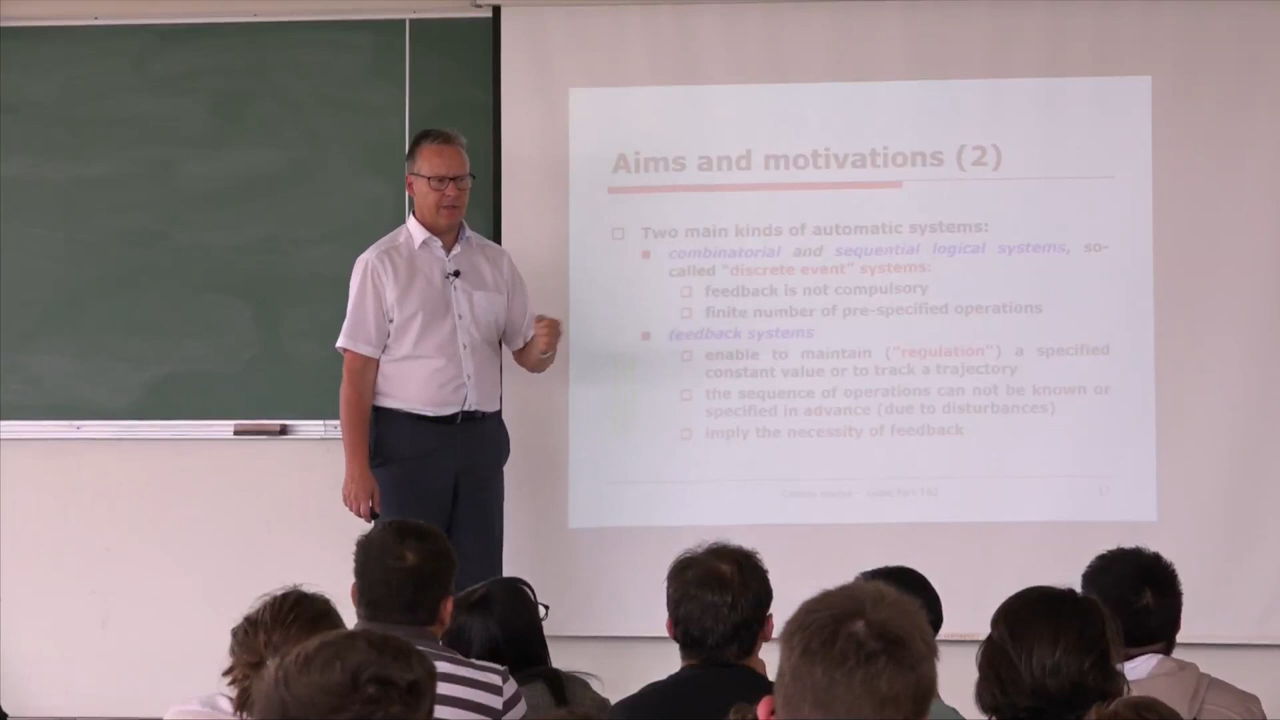 Aims and motivations (2)
Two main kinds of automatic systems:
combinatorial and sequential logical systems, so-
called "discrete event" systems:
feedback is not compulsory
finite number of pre-specified operations
feedback systems
enable to maintain ("regulation") a specified
constant value or to track a trajectory
the sequence of operations can not be known or
specified in advance (due to disturbances)
imply the necessity of feedback